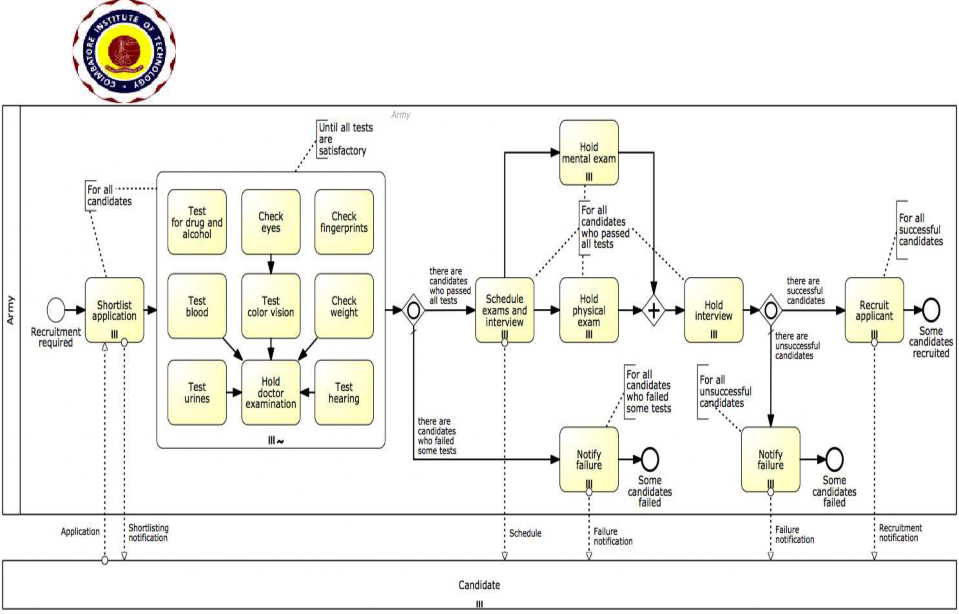 COIMBATORE INSTITUTE OF TECHNOLOGY
Army
Army
Until all tests
are
satisfactory
For all
candidates
Recruitment
required
Shortlist
application
Test
for drug and
alcohol
Check
eyes
Check
fingerprints
Test
blood
Test
color vision
Check
weight
Test
urines
Hold
doctor
examination
Test
hearing
there are
candidates
who passed
all tests
there are
candidates
who failed
some tests
Schedule
exams and
interview
Hold
mental exam
For all
candidates
who passed
all tests
Hold
physical
exam
Hold
interview
there are
successful
candidates
there are
unsuccessful
candidates
For all
successful
candidates
Recruit
applicant
Some
candidates
recruited
For all
candidates
who failed
some tests
Notify
failure
Some
candidates
failed
For all
unsuccessful
candidates
Notify
failure
Some
candidates
failed
Application
Shortlisting
notification
Schedule
Failure
notification
Failure
notification
Recruitment
notification
Candidate